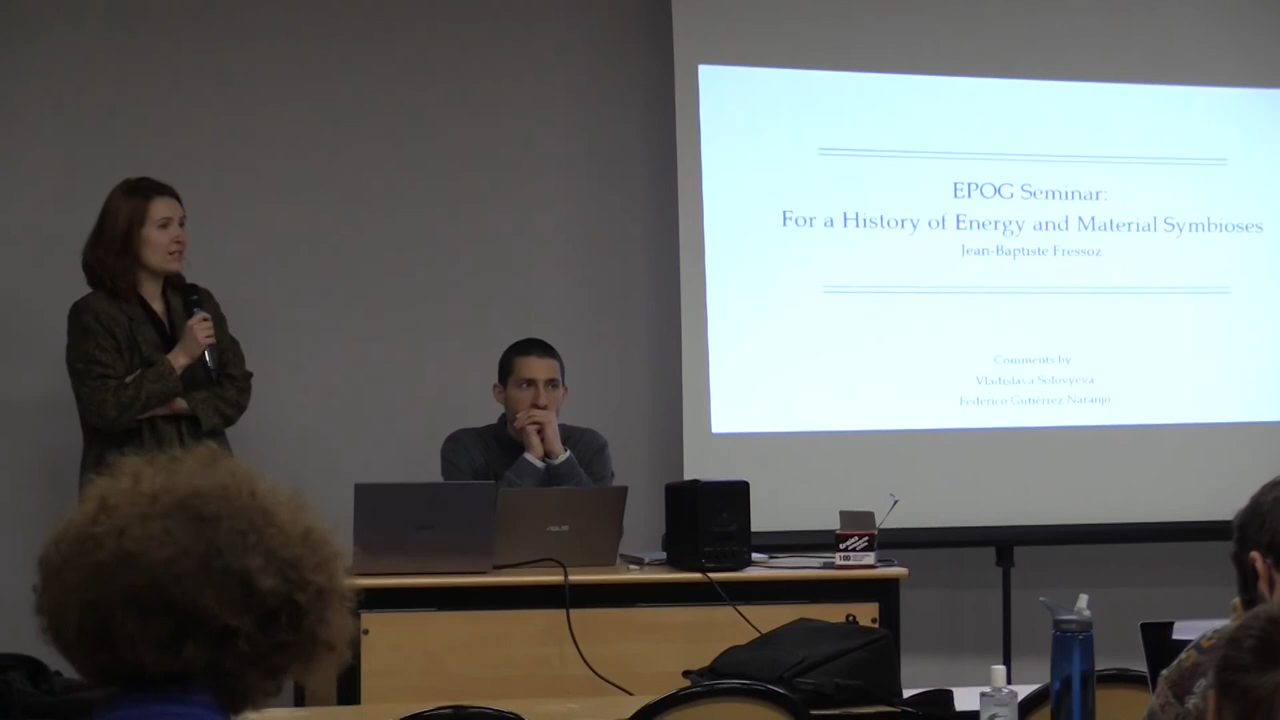 EPOG Seminar:
For a History of Energy and Material Symbioses
Jean-Baptiste Fressoz
Comments by
Vladislava Solovyeva
Federico Gutiérrez Naranjo
ASUS
100